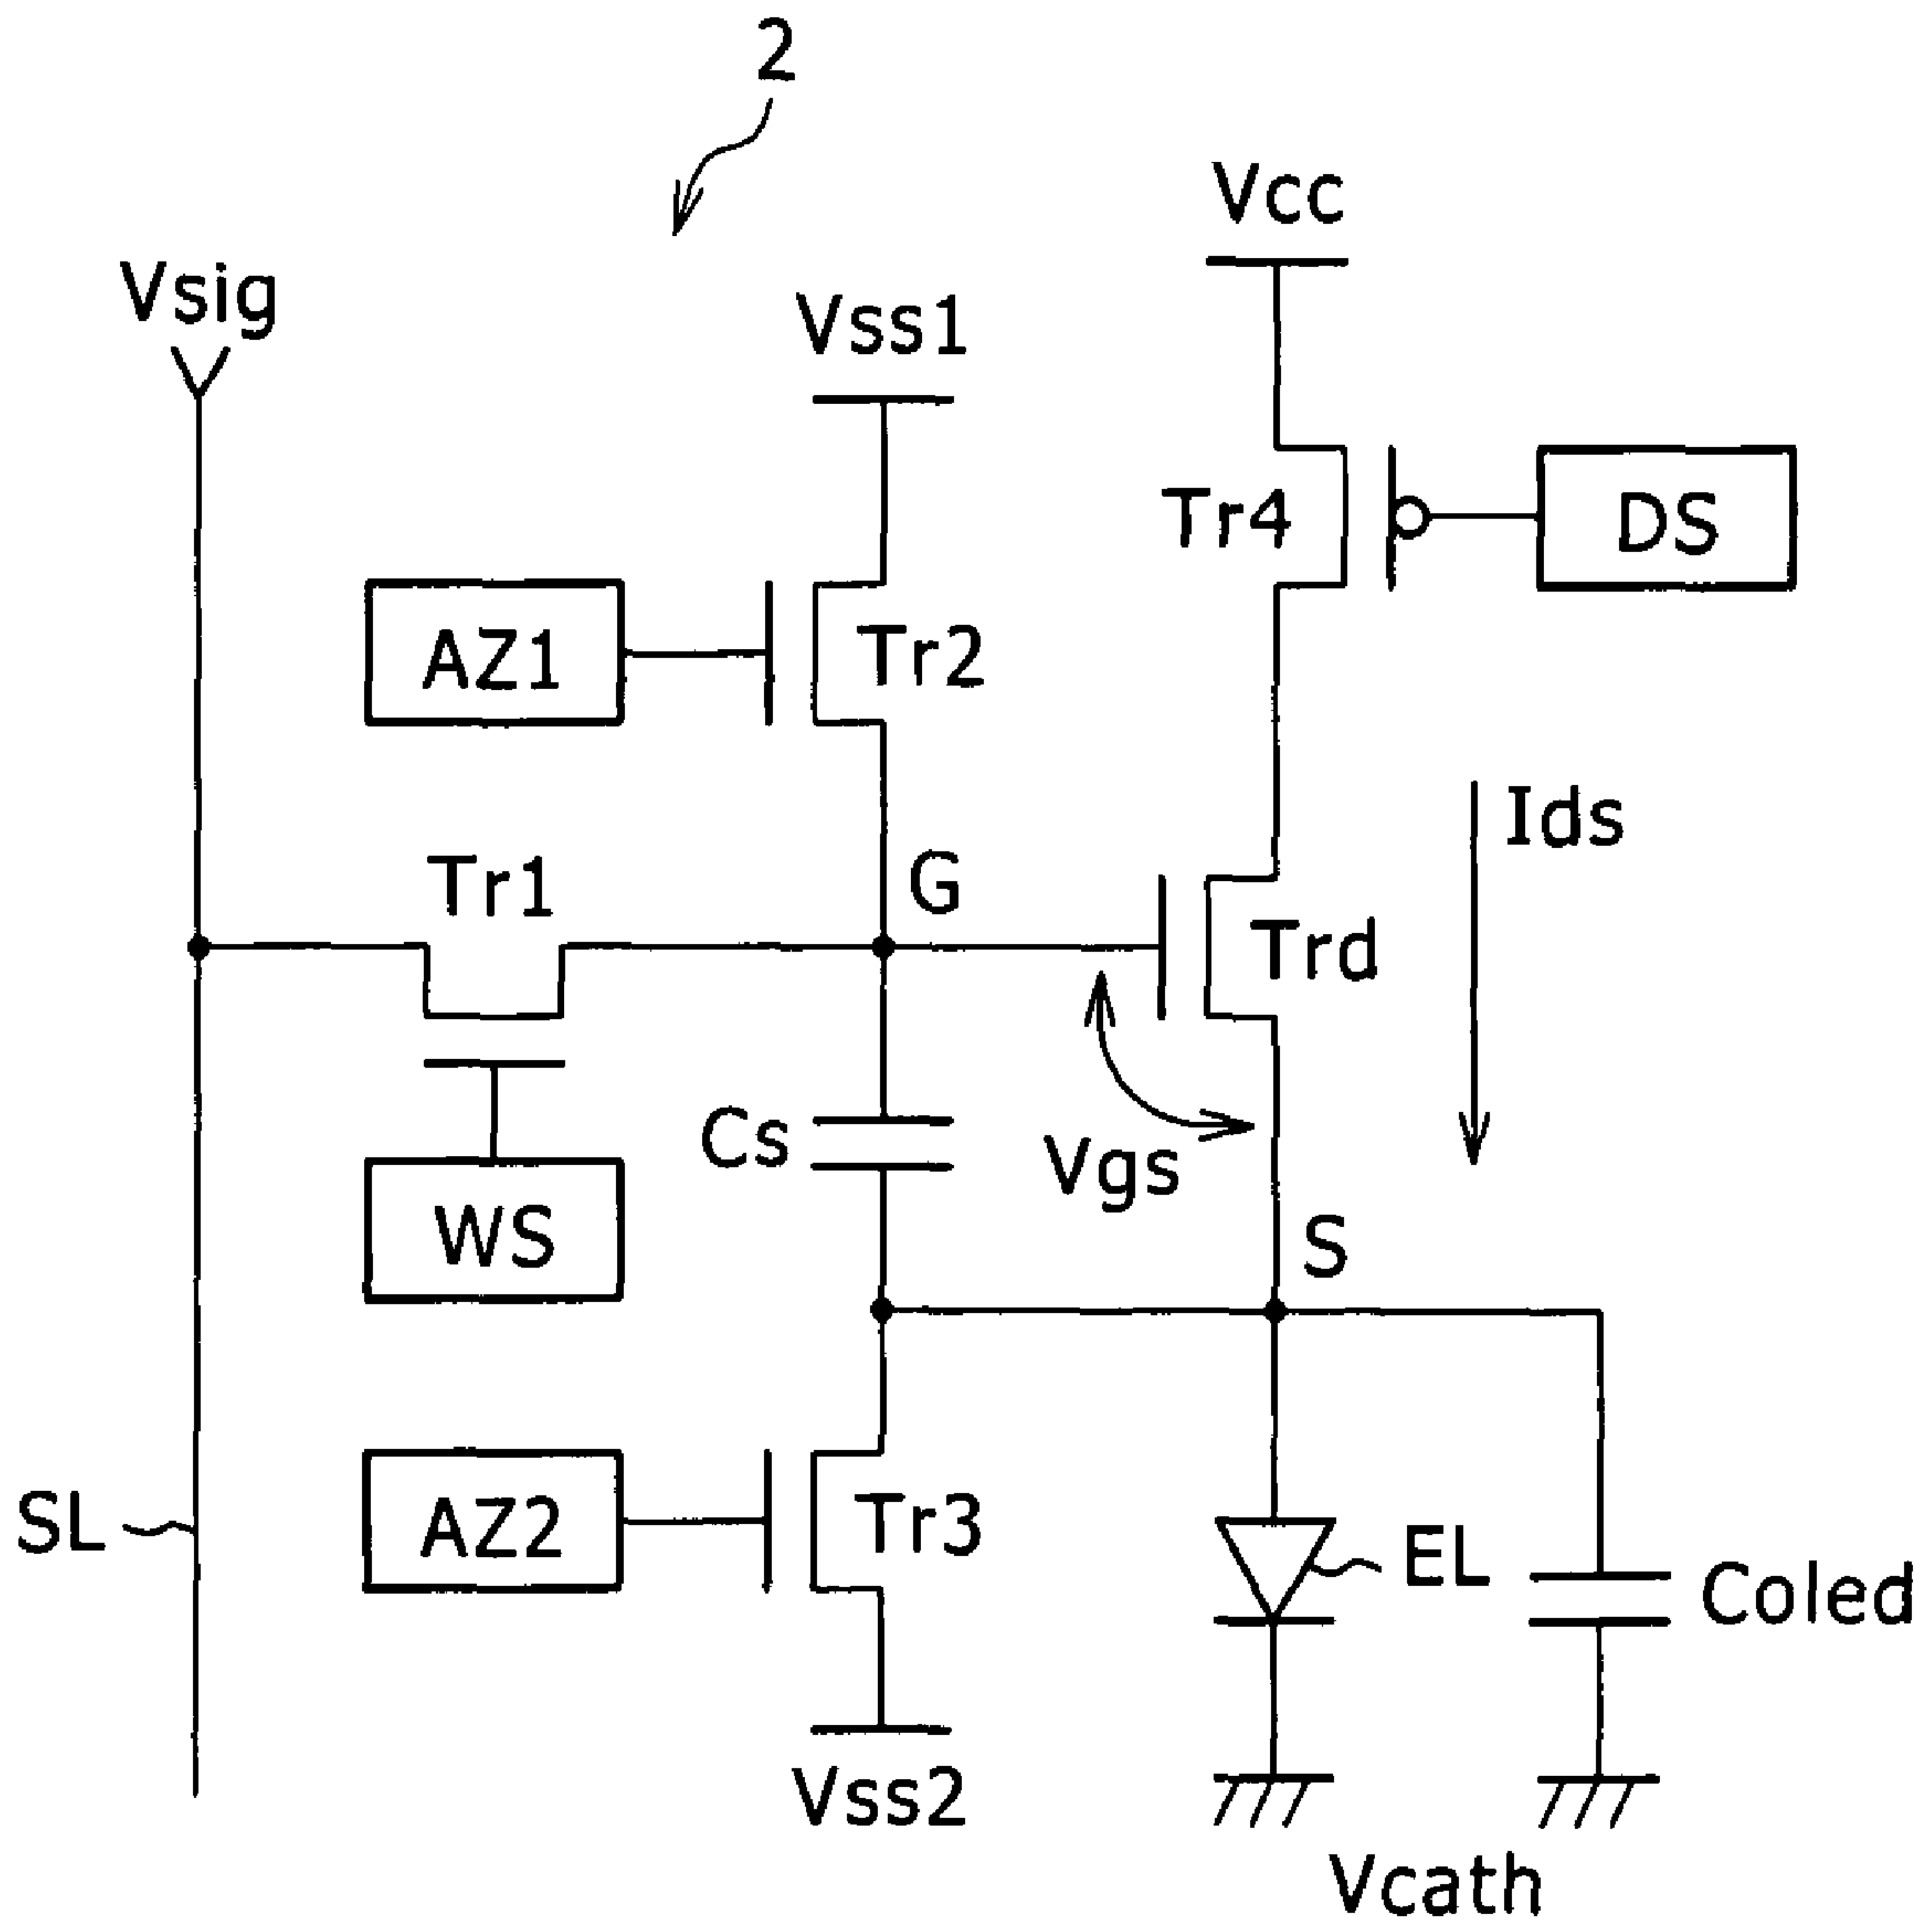 2
Vcc
Vsig
Vss1
Tr4
DS
AZ1
Tr2
Ids
Tr1
G
Trd
Cs
Vgs
WS
S
SL
AZ2
Tr3
EL
Coled
Vss2
Vcath